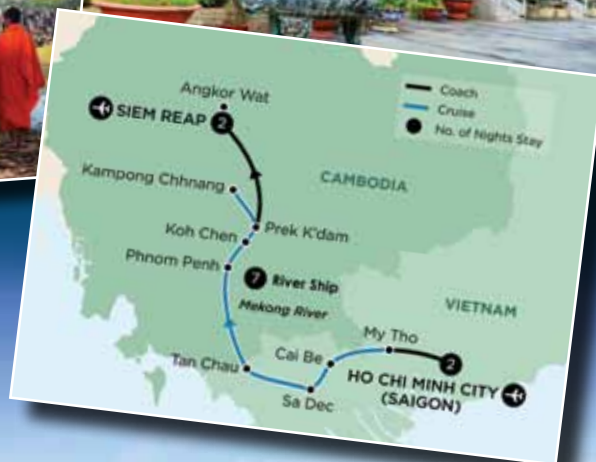 Coach
Cruise
No. of Nights Stay
Angkor Wat
SIEM REAP
2
Kampong Chhnang
CAMBODIA
Koh Chen
Prek K'dam
Phnom Penh
7
River Ship
Mekong River
VIETNAM
My Tho
Tan Chau
Cai Be
2
Sa Dec
HO CHI MINH CITY
(SAIGON)